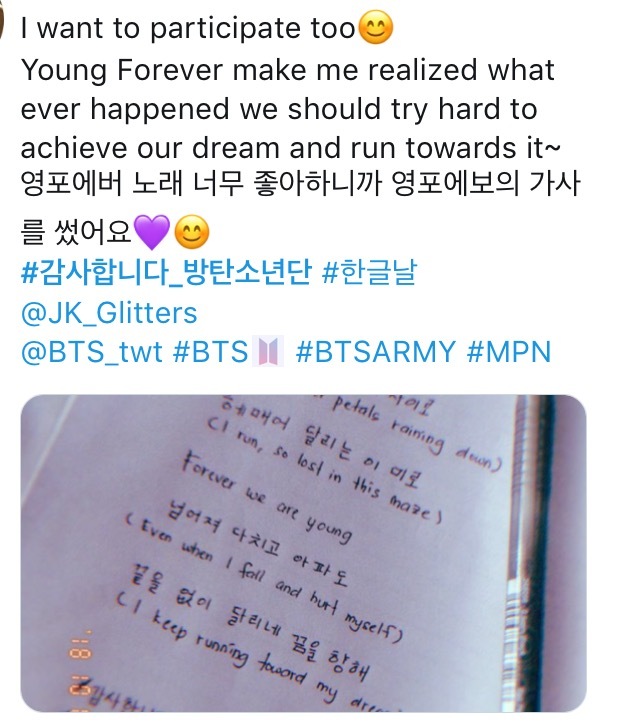 I want to participate too😊
Young Forever make me realized what
ever happened we should try hard to
achieve our dream and run towards it~
영포에버 노래 너무 좋아하니까 영포에보의 가사
를 썼어요💜😊
#감사합니다_방탄소년단 #한글날
@JK_Glitters
@BTS_twt #BTS #BTSARMY #MPN
petals raining down)
헤매여 달리는 이 미로
(I run, so lost in this maze)
Forever we are young
넘어져 다치고 아파도
(Even when I fall and hurt myself)
끝을 없이 달리네 꿈을 향해
(I keep running toward my